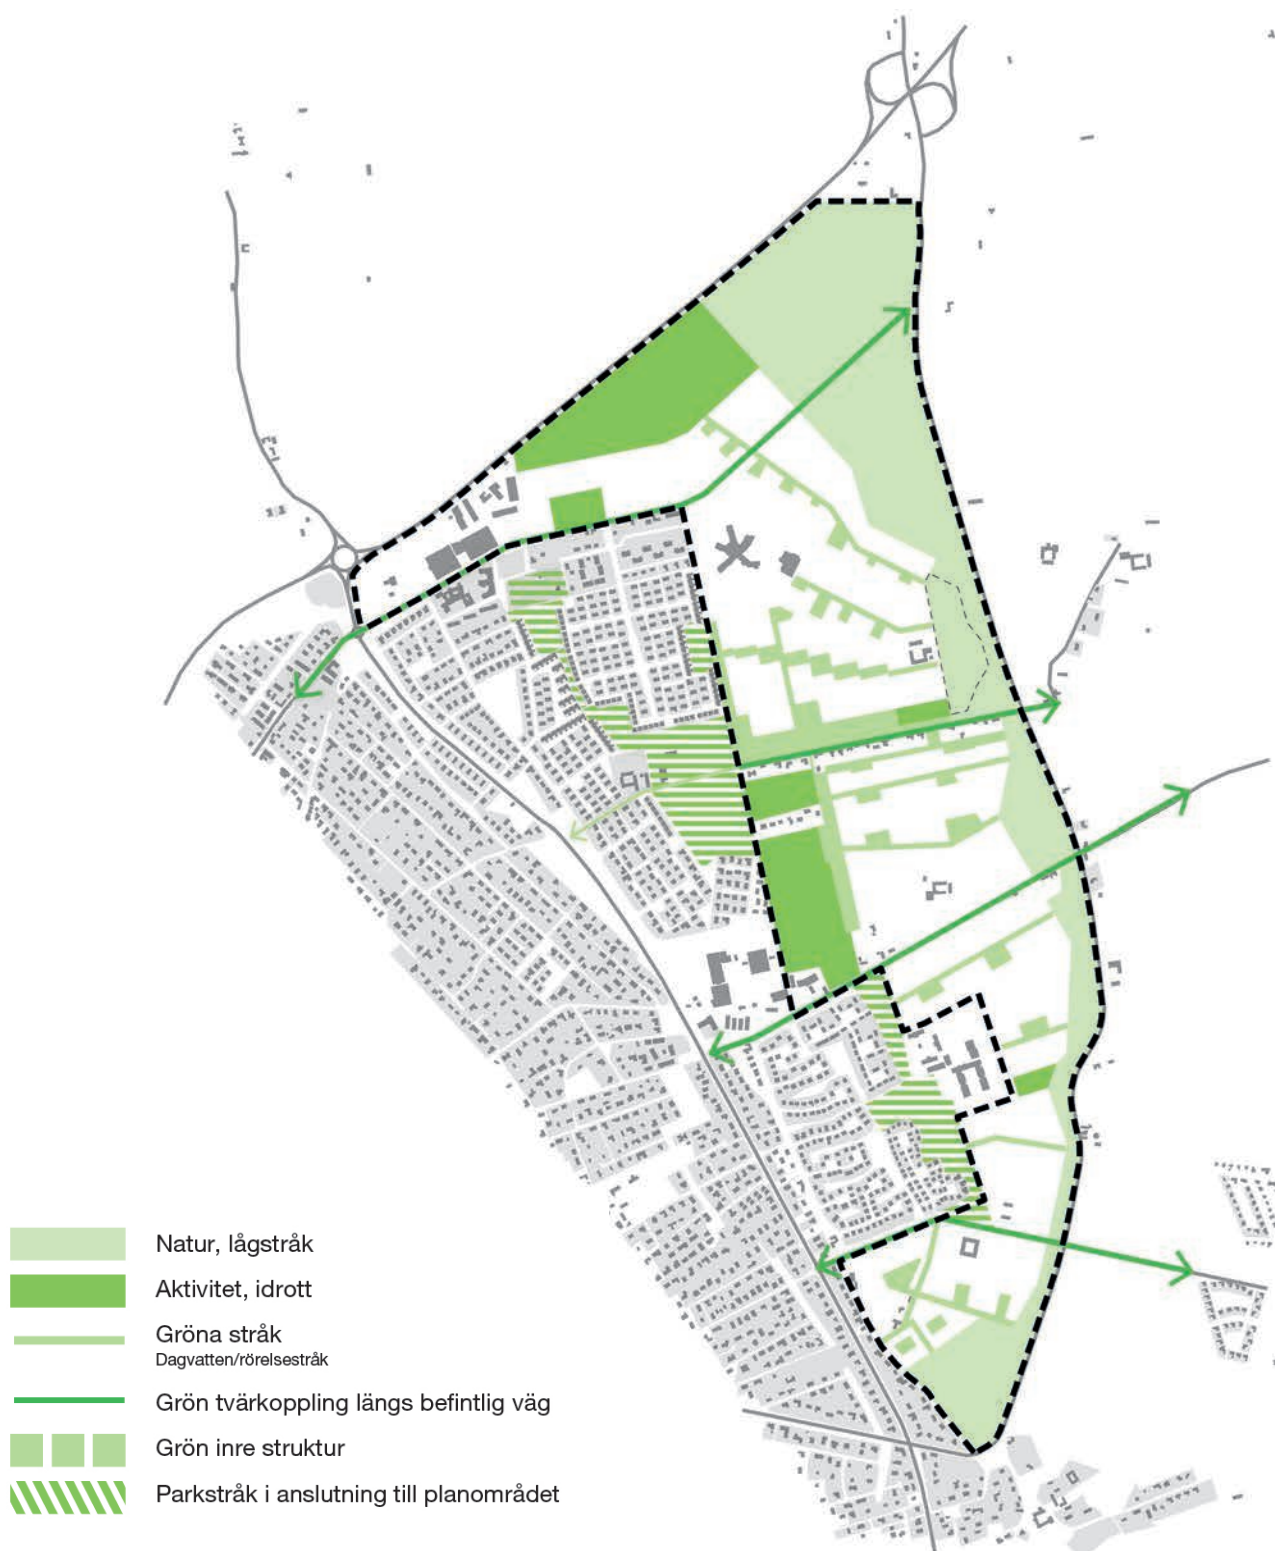 Natur, lågstråk
Aktivitet, idrott
Gröna stråk
Dagvatten/rörelsestråk
Grön tvärkoppling längs befintlig väg
Grön inre struktur
Parkstråk i anslutning till planområdet